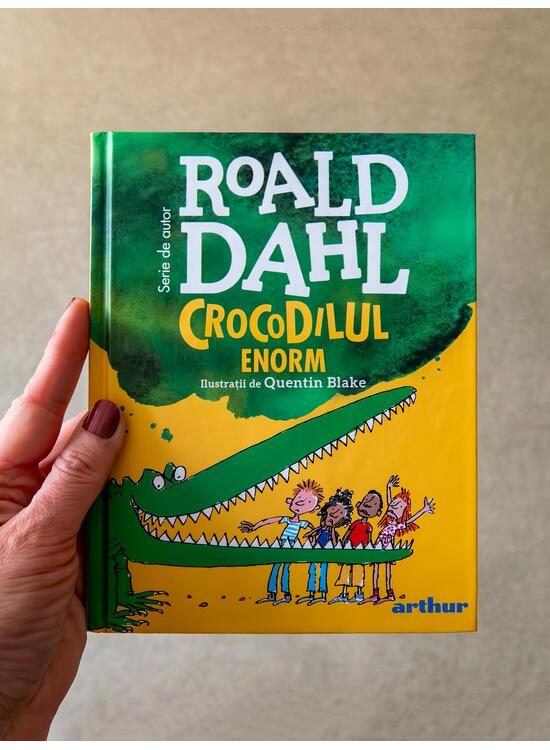 Serie de autor
ROALD
DAHL
CROCODILUL
ENORM
Ilustrații de Quentin Blake
arthur